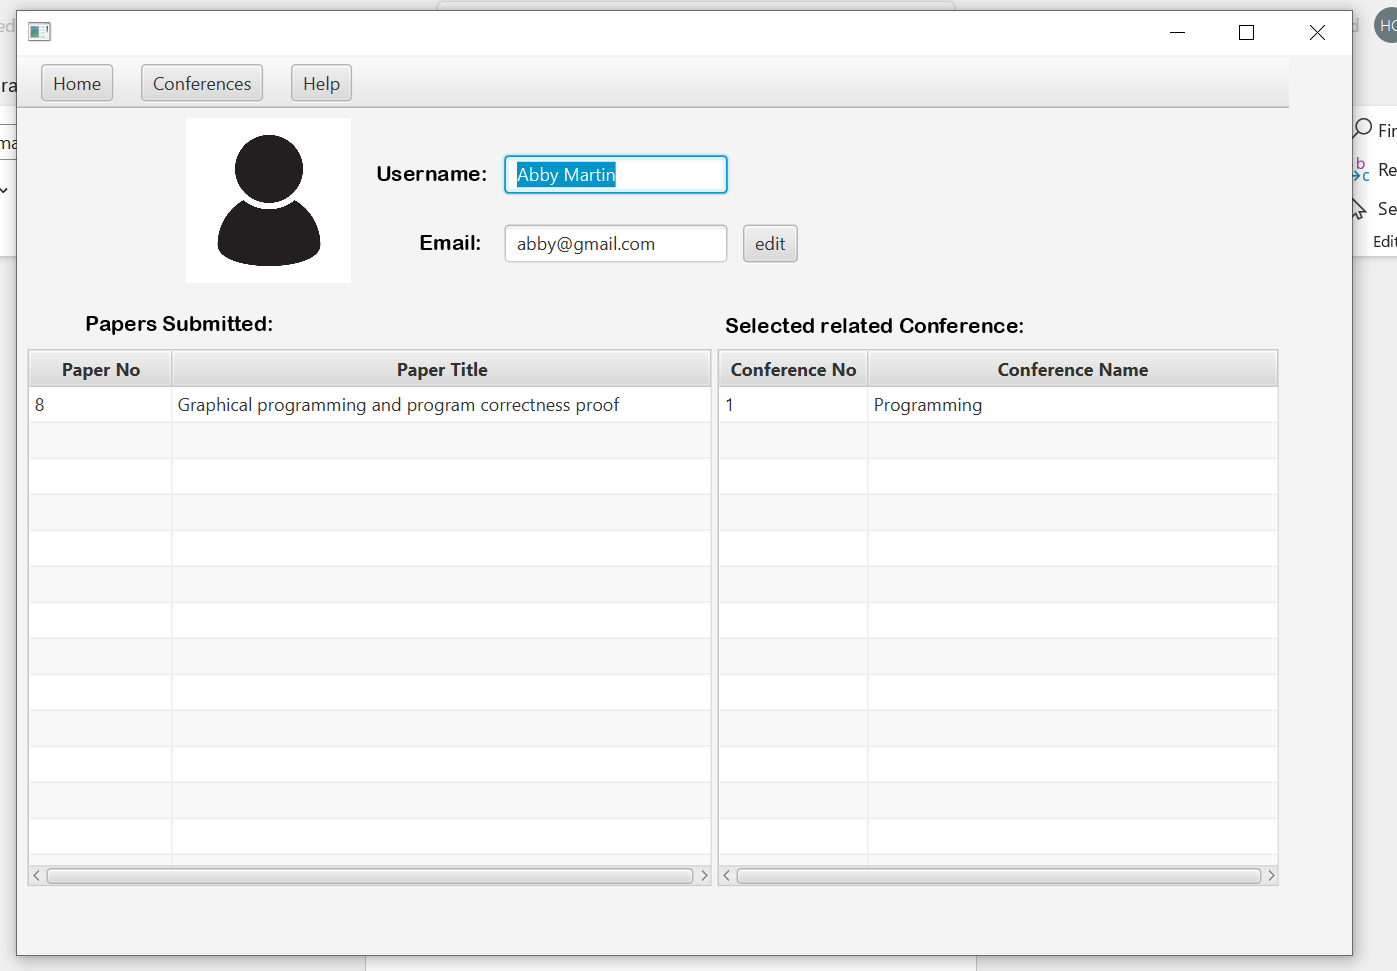 Home Conferences Help
Username: Abby Martin
Email: abby@gmail.com edit
Papers Submitted:
Selected related Conference:
Paper No Paper Title Conference No Conference Name
8 Graphical programming and program correctness proof 1 Programming